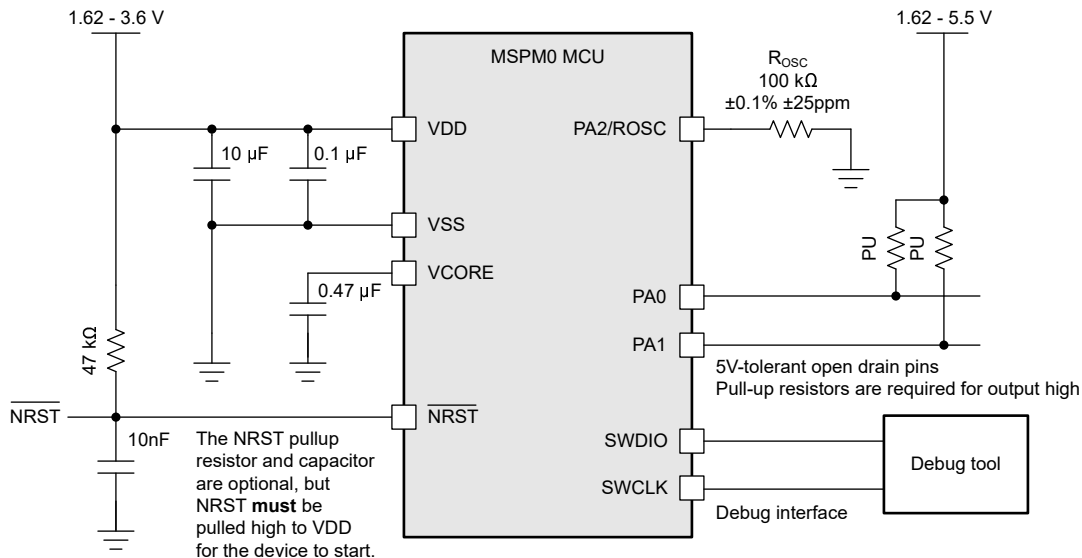 1.62 - 3.6 V
1.62 - 5.5 V
MSPM0 MCU
ROSC
100 kΩ
±0.1% ±25ppm
VDD
PA2/ROSC
10 µF
0.1 µF
VSS
VCORE
0.47 µF
PU
PU
PA0
PA1
47 kΩ
5V-tolerant open drain pins
Pull-up resistors are required for output high
NRST
NRST
10nF
The NRST pullup
resistor and capacitor
are optional, but
NRST must be
pulled high to VDD
for the device to start.
SWDIO
SWCLK
Debug tool
Debug interface